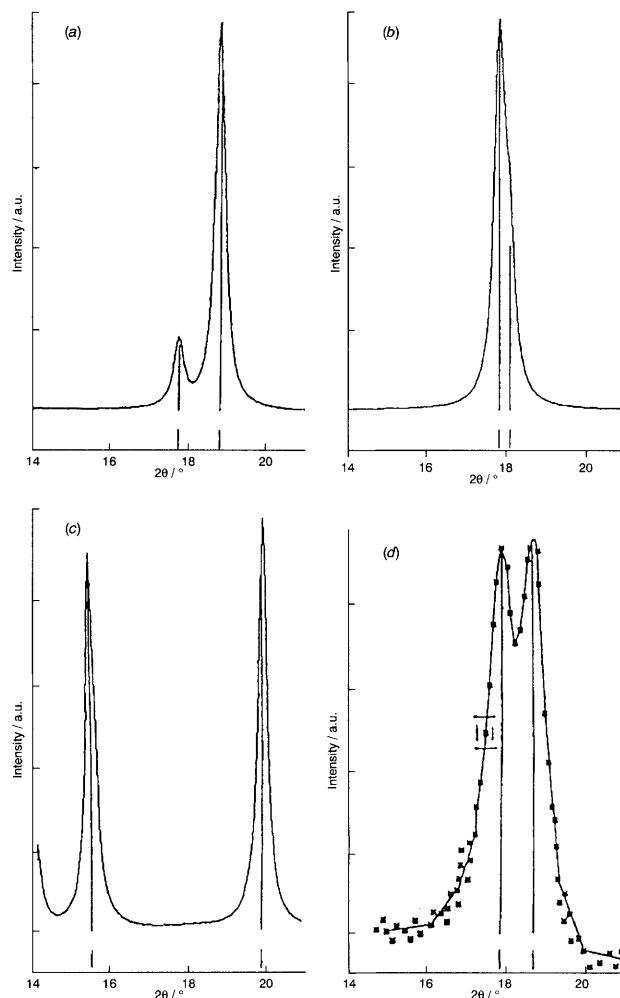 (a)
(b)
Intensity / a.u.
Intensity / a.u.
14 16 18 20
2θ / °
14 16 18 20
2θ / °
(c)
(d)
Intensity / a.u.
Intensity / a.u.
14 16 18 20
2θ / °
14 16 18 20
2θ / °